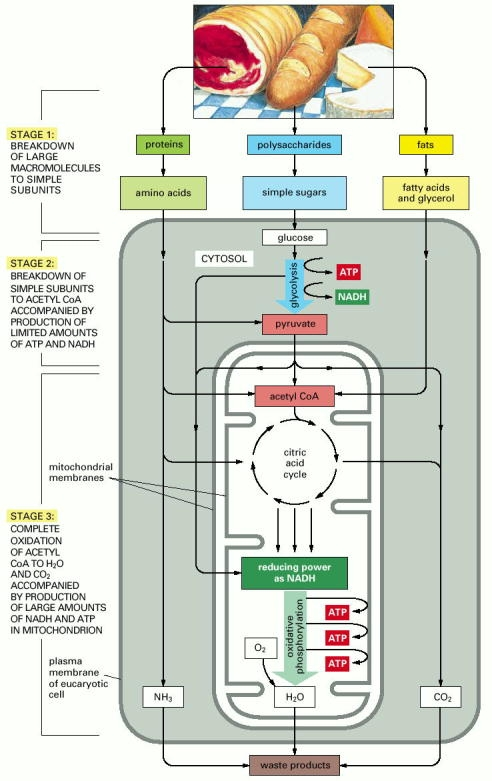 STAGE 1:
BREAKDOWN
OF LARGE
MACROMOLECULES
TO SIMPLE
SUBUNITS
proteins
polysaccharides
fats
amino acids
simple sugars
fatty acids
and glycerol
STAGE 2:
BREAKDOWN OF
SIMPLE SUBUNITS
TO ACETYL CoA
ACCOMPANIED BY
PRODUCTION OF
LIMITED AMOUNTS
OF ATP AND NADH
glucose
CYTOSOL
glycolysis
ATP
NADH
pyruvate
acetyl CoA
citric
acid
cycle
mitochondrial
membranes
STAGE 3:
COMPLETE
OXIDATION
OF ACETYL
CoA TO H₂O
AND CO₂
ACCOMPANIED
BY PRODUCTION
OF LARGE AMOUNTS
OF NADH AND ATP
IN MITOCHONDRION
reducing power
as NADH
oxidative
phosphorylation
ATP
ATP
ATP
O₂
plasma
membrane
of eucaryotic
cell
NH₃
H₂O
CO₂
waste products